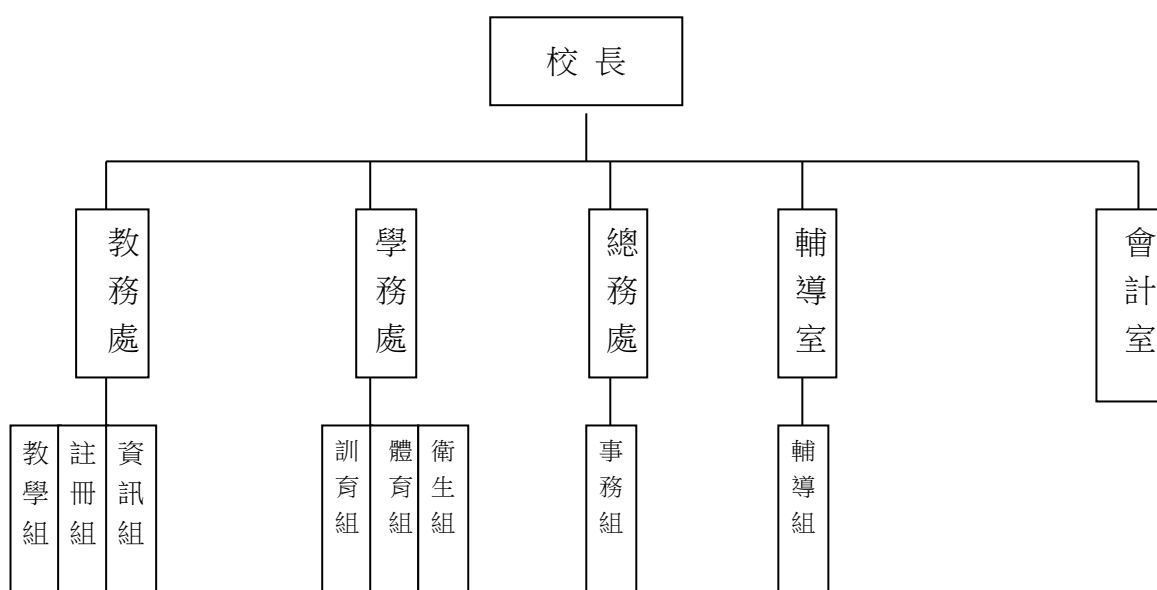 校長
教務處
學務處
總務處
輔導室
會計室
教學組
註冊組
資訊組
訓育組
體育組
衛生組
事務組
輔導組